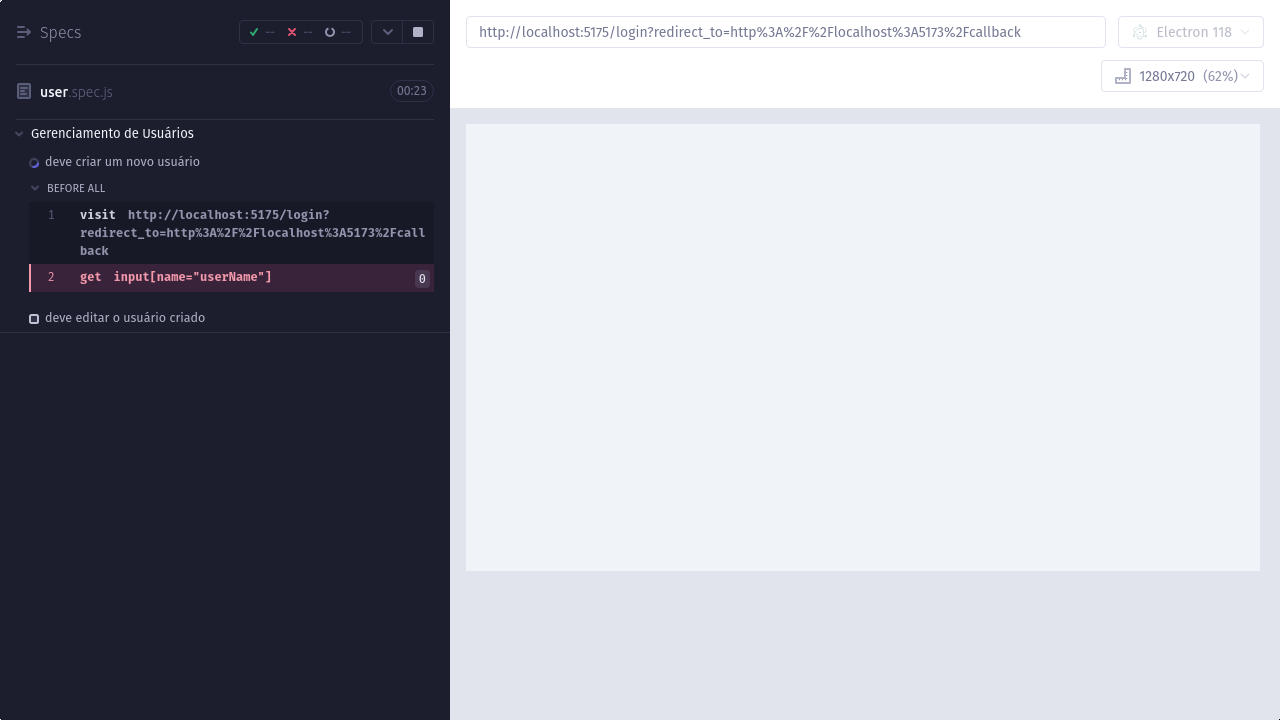 Specs
--
--
--
user.spec.js
00:23
Gerenciamento de Usuários
deve criar um novo usuário
BEFORE ALL
1 visit http://localhost:5175/login?
redirect_to=http%3A%2F%2Flocalhost%3A5173%2Fcall
back
2 get input[name="userName"] 0
deve editar o usuário criado
http://localhost:5175/login?redirect_to=http%3A%2F%2Flocalhost%3A5173%2Fcallback
Electron 118
1280x720 (62%)